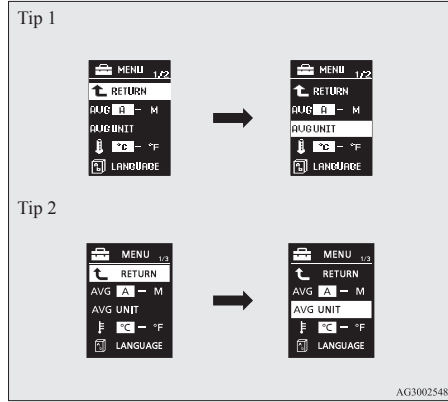 Tip 1
MENU 1/2
RETURN
AVG A – M
AVG UNIT
°C – °F
LANGUAGE
MENU 1/2
RETURN
AVG A – M
AVG UNIT
°C – °F
LANGUAGE
Tip 2
MENU 1/3
RETURN
AVG A – M
AVG UNIT
°C – °F
LANGUAGE
MENU 1/3
RETURN
AVG A – M
AVG UNIT
°C – °F
LANGUAGE
AG3002548